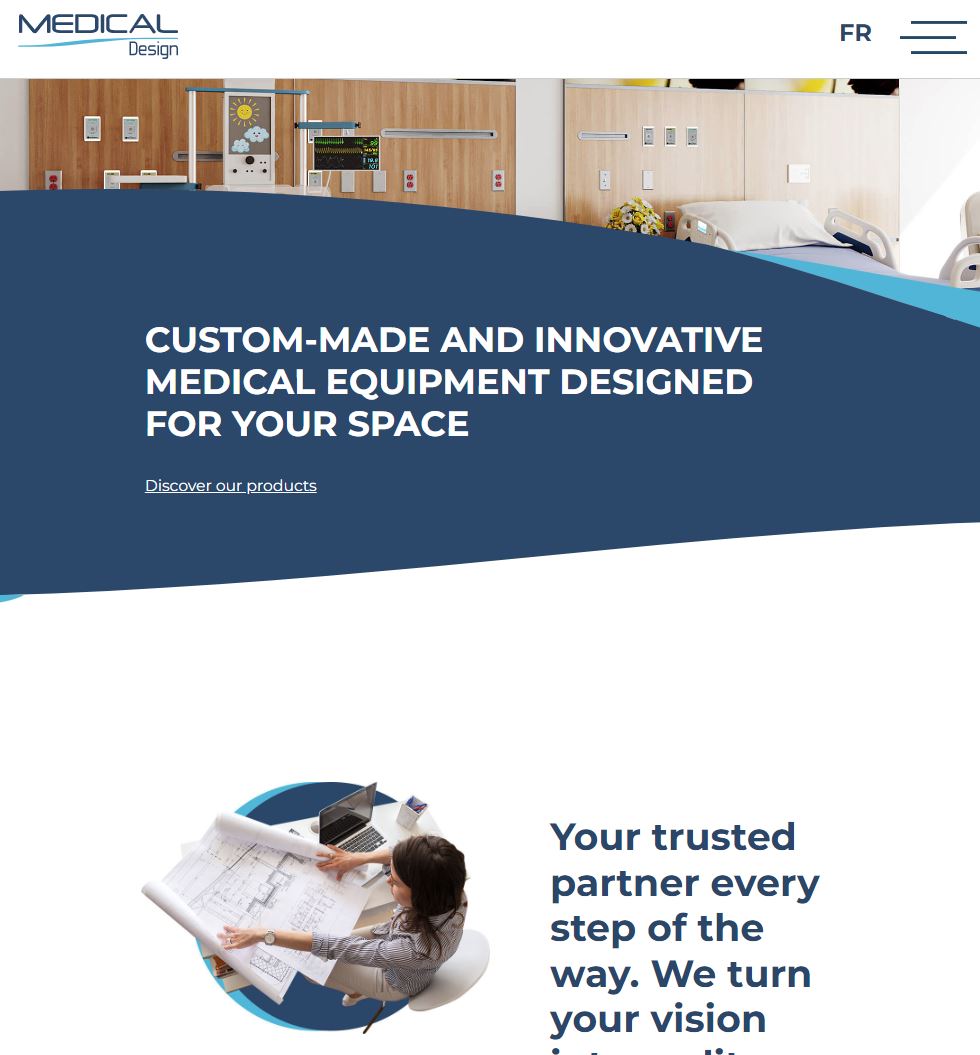 MEDICAL
Design
FR
CUSTOM-MADE AND INNOVATIVE
MEDICAL EQUIPMENT DESIGNED
FOR YOUR SPACE
Discover our products
Your trusted
partner every
step of the
way. We turn
your vision